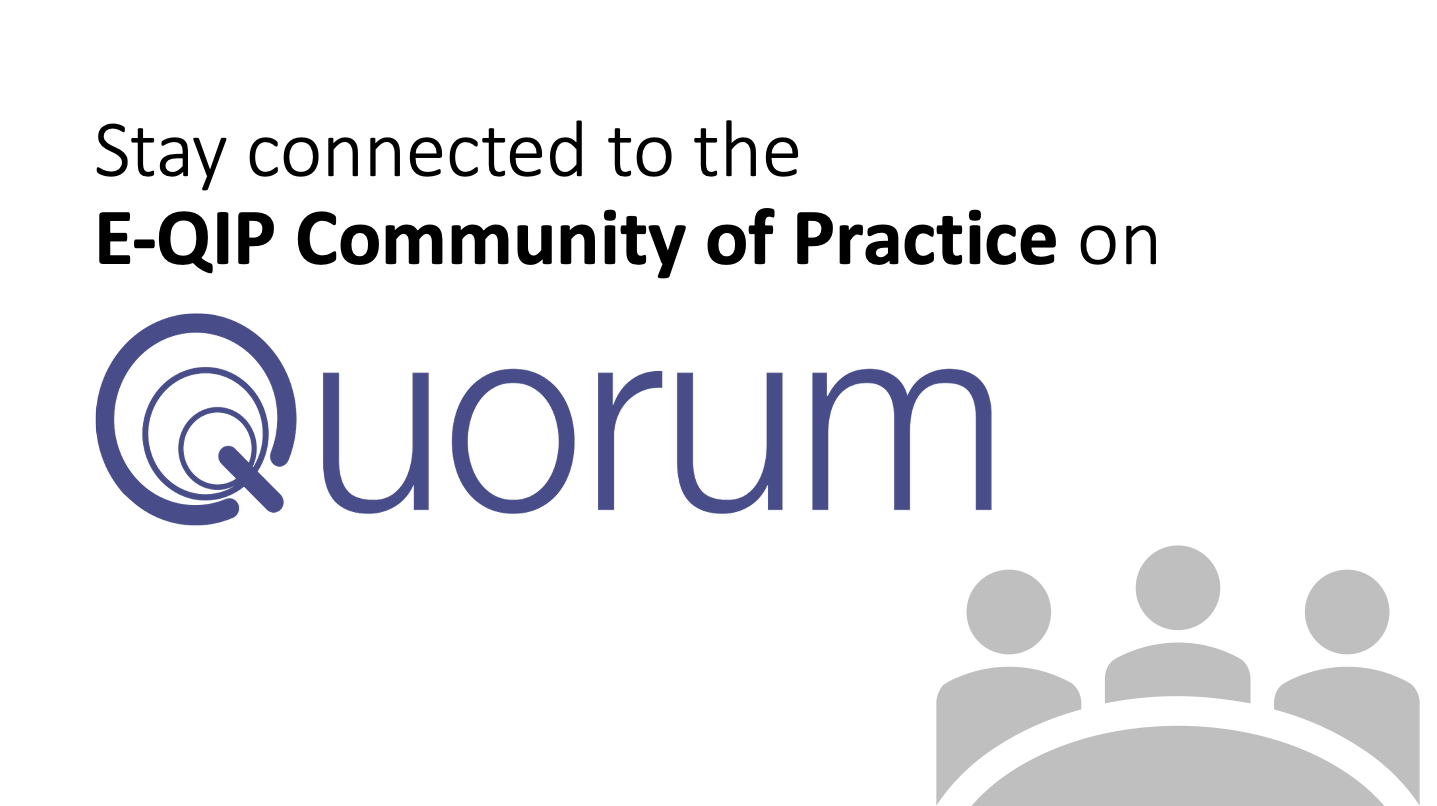 Stay connected to the
E-QIP Community of Practice on
Quorum